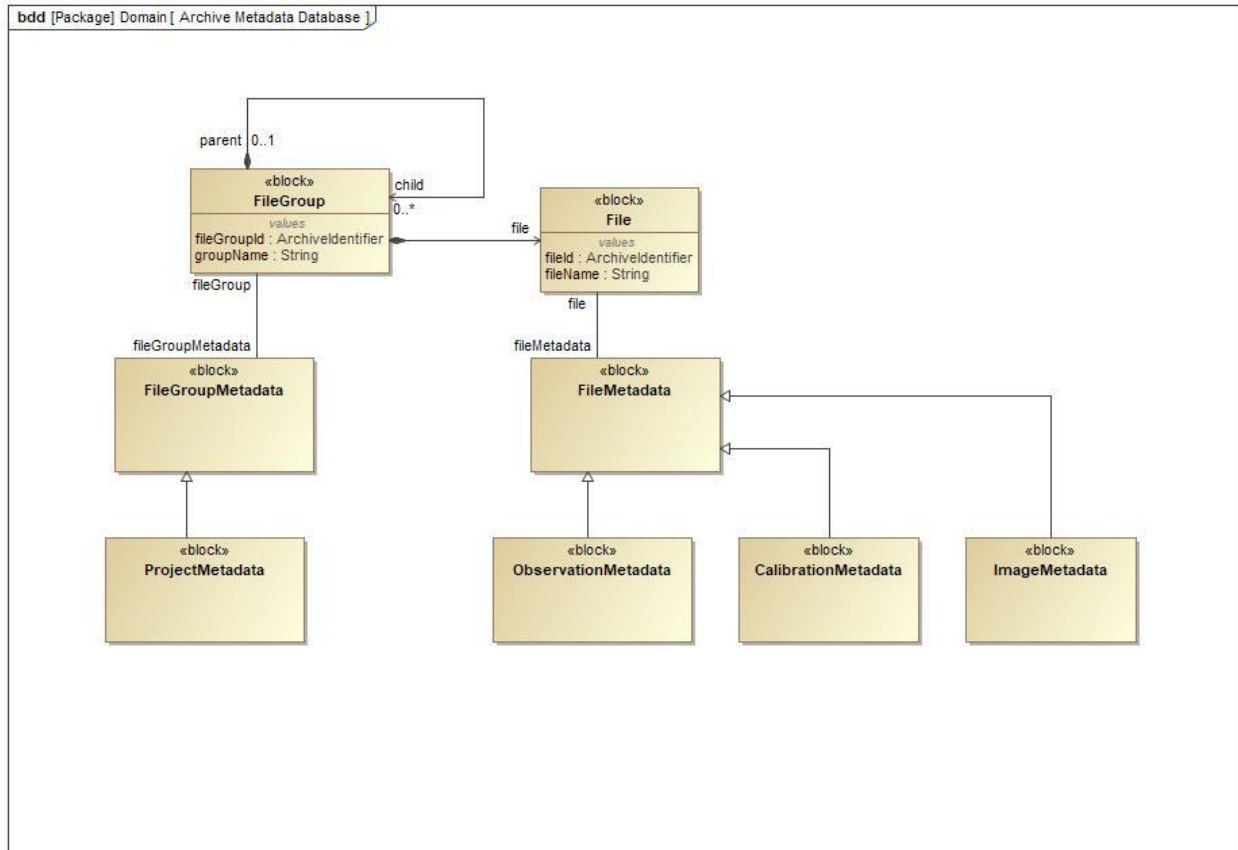 bdd [Package] Domain [ Archive Metadata Database ]
parent 0..1
«block»
FileGroup
values
fileGroupId : ArchiveIdentifier
groupName : String
child
0..*
file
«block»
File
values
fileId : ArchiveIdentifier
fileName : String
fileGroup
fileGroupMetadata
file
fileMetadata
«block»
FileGroupMetadata
«block»
FileMetadata
«block»
ProjectMetadata
«block»
ObservationMetadata
«block»
CalibrationMetadata
«block»
ImageMetadata